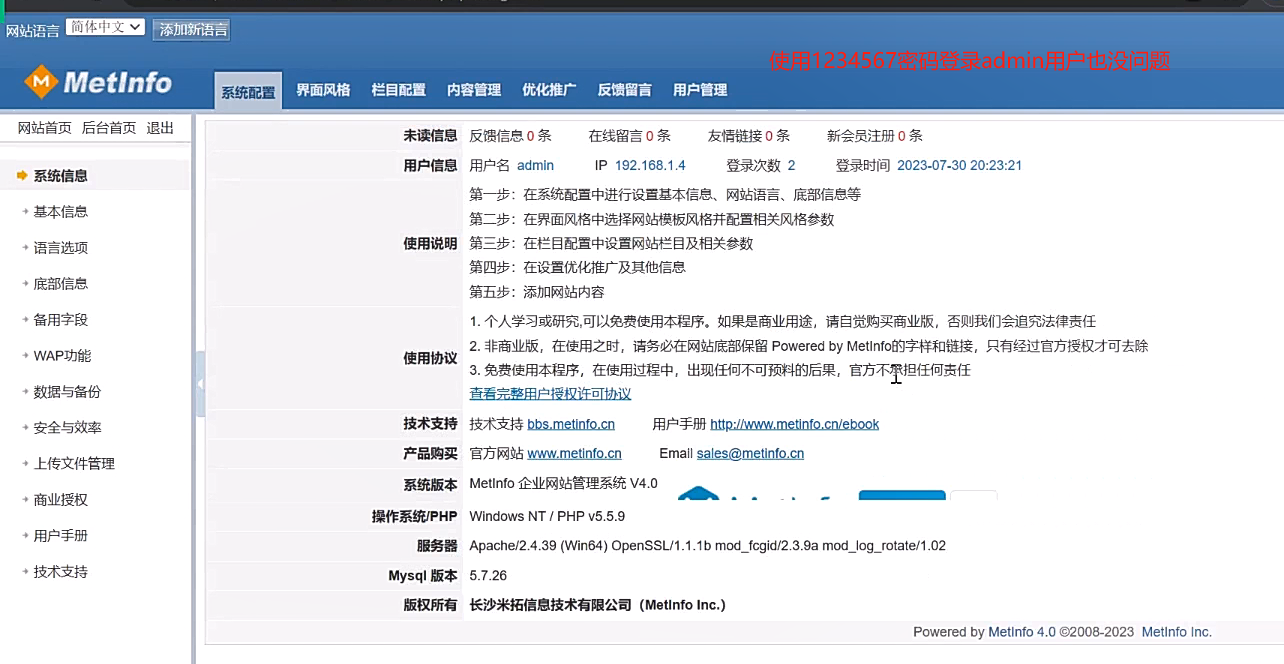 网站语言 简体中文 添加新语言
使用1234567密码登录admin用户也没问题
M MetInfo
系统配置 界面风格 栏目配置 内容管理 优化推广 反馈留言 用户管理
网站首页 后台首页 退出
系统信息
基本信息
语言选项
底部信息
备用字段
WAP功能
数据与备份
安全与效率
上传文件管理
商业授权
用户手册
技术支持
未读信息 反馈信息 0 条 在线留言 0 条 友情链接 0 条 新会员注册 0 条
用户信息 用户名 admin IP 192.168.1.4 登录次数 2 登录时间 2023-07-30 20:23:21
使用说明
第一步：在系统配置中进行设置基本信息、网站语言、底部信息等
第二步：在界面风格中选择网站模板风格并配置相关风格参数
第三步：在栏目配置中设置网站栏目及相关参数
第四步：在设置优化推广及其他信息
第五步：添加网站内容
使用协议
1. 个人学习或研究,可以免费使用本程序。如果是商业用途，请自觉购买商业版，否则我们会追究法律责任
2. 非商业版，在使用之时，请务必在网站底部保留 Powered by MetInfo的字样和链接，只有经过官方授权才可去除
3. 免费使用本程序，在使用过程中，出现任何不可预料的后果，官方不承担任何责任
查看完整用户授权许可协议
技术支持 技术支持 bbs.metinfo.cn 用户手册 http://www.metinfo.cn/ebook
产品购买 官方网站 www.metinfo.cn Email sales@metinfo.cn
系统版本 MetInfo 企业网站管理系统 V4.0
操作系统/PHP Windows NT / PHP v5.5.9
服务器 Apache/2.4.39 (Win64) OpenSSL/1.1.1b mod_fcgid/2.3.9a mod_log_rotate/1.02
Mysql 版本 5.7.26
版权所有 长沙米拓信息技术有限公司（MetInfo Inc.）
Powered by MetInfo 4.0 ©2008-2023 MetInfo Inc.